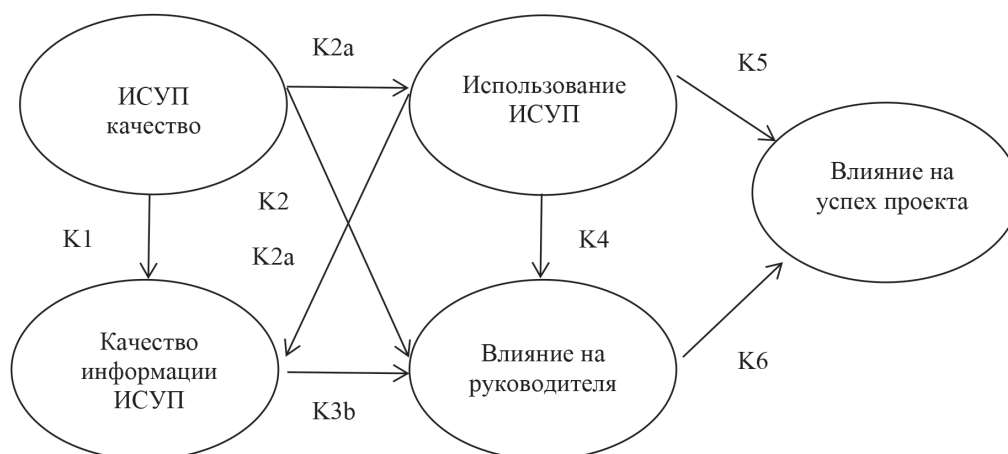 K2a
K5
ИСУП
качество
Использование
ИСУП
Влияние на
успех проекта
K1
K2
K2a
K4
Качество
информации
ИСУП
Влияние на
руководителя
K3b
K6